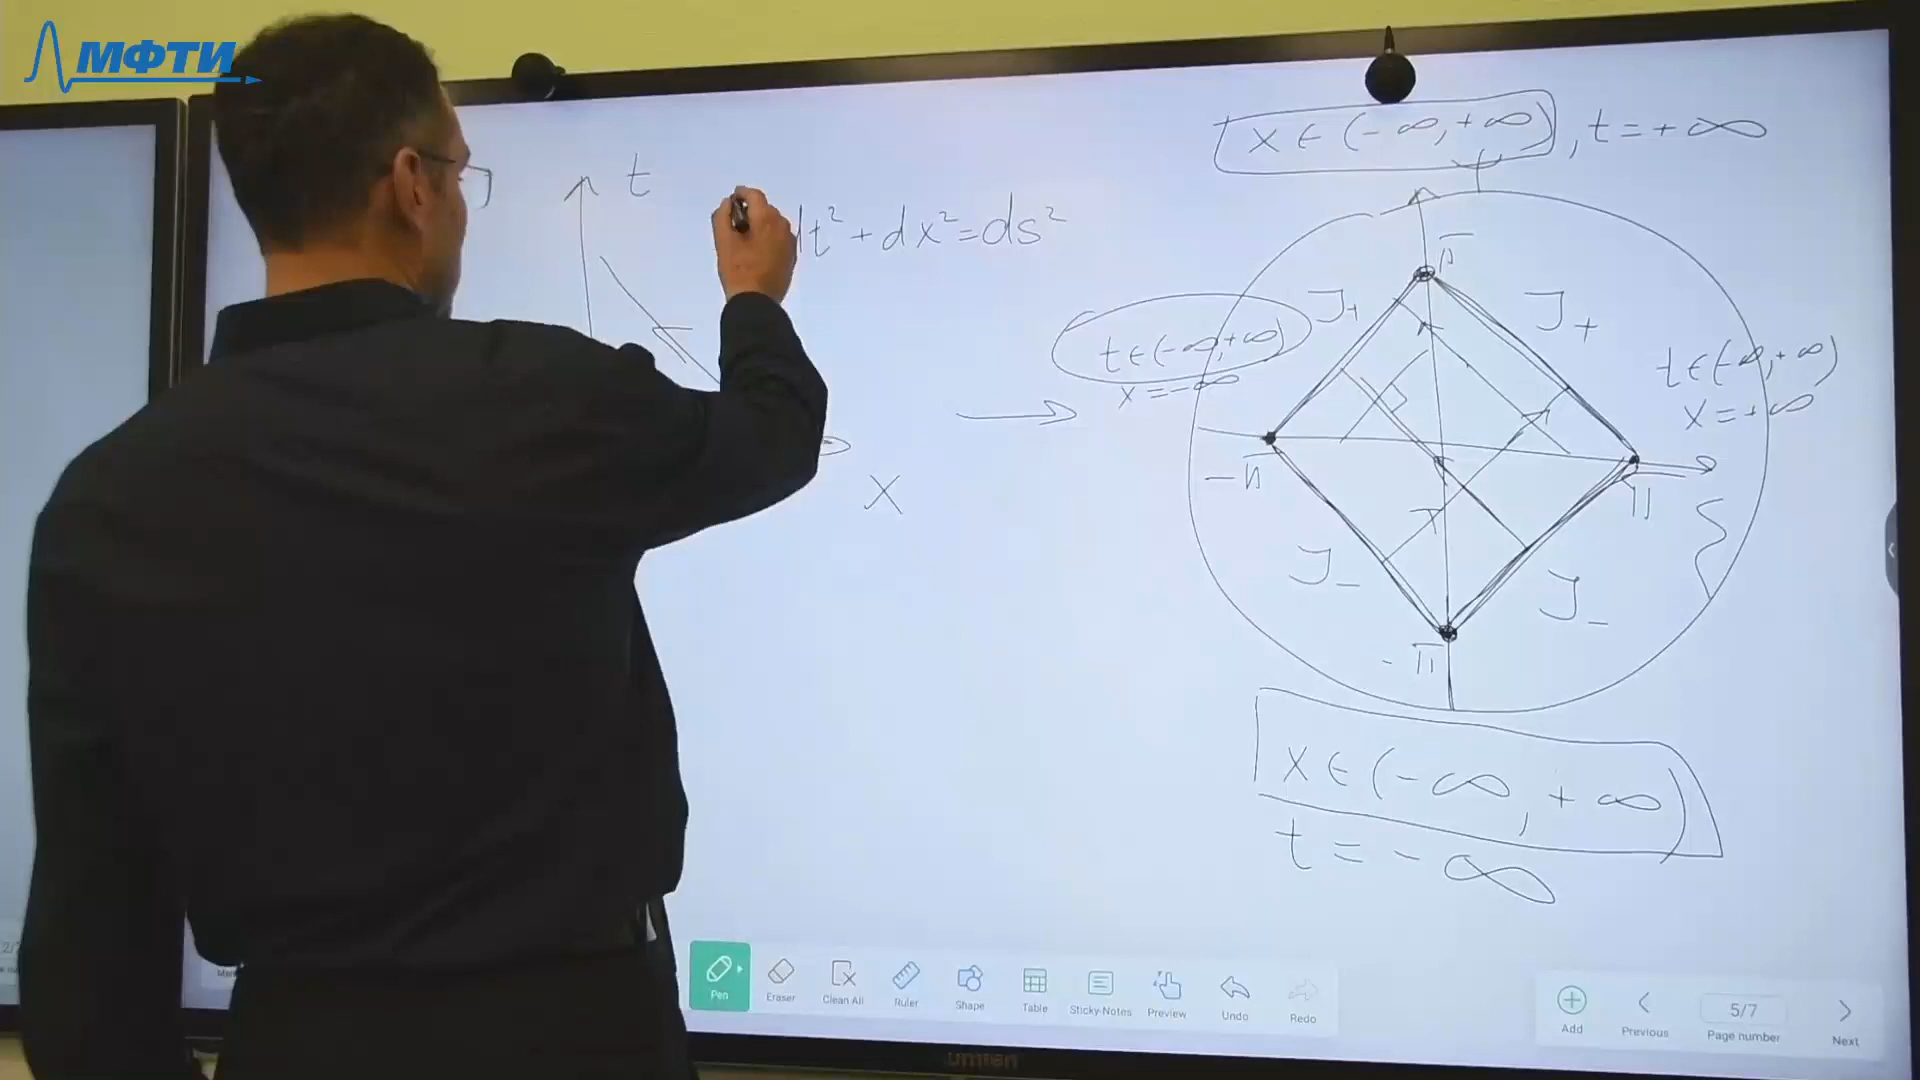 МФТИ
x ∈ (-∞, +∞), t = +∞
t
dt² + dx² = ds²
π
J+
J+
t ∈ (-∞, +∞)
x = -∞
t ∈ (-∞, +∞)
x = +∞
-π
π
x
J-
J-
-π
x ∈ (-∞, +∞)
t = -∞
Pen
Eraser
Clean All
Ruler
Shape
Table
Sticky-Notes
Preview
Undo
Redo
Add
Previous
5/7
Page number
Next